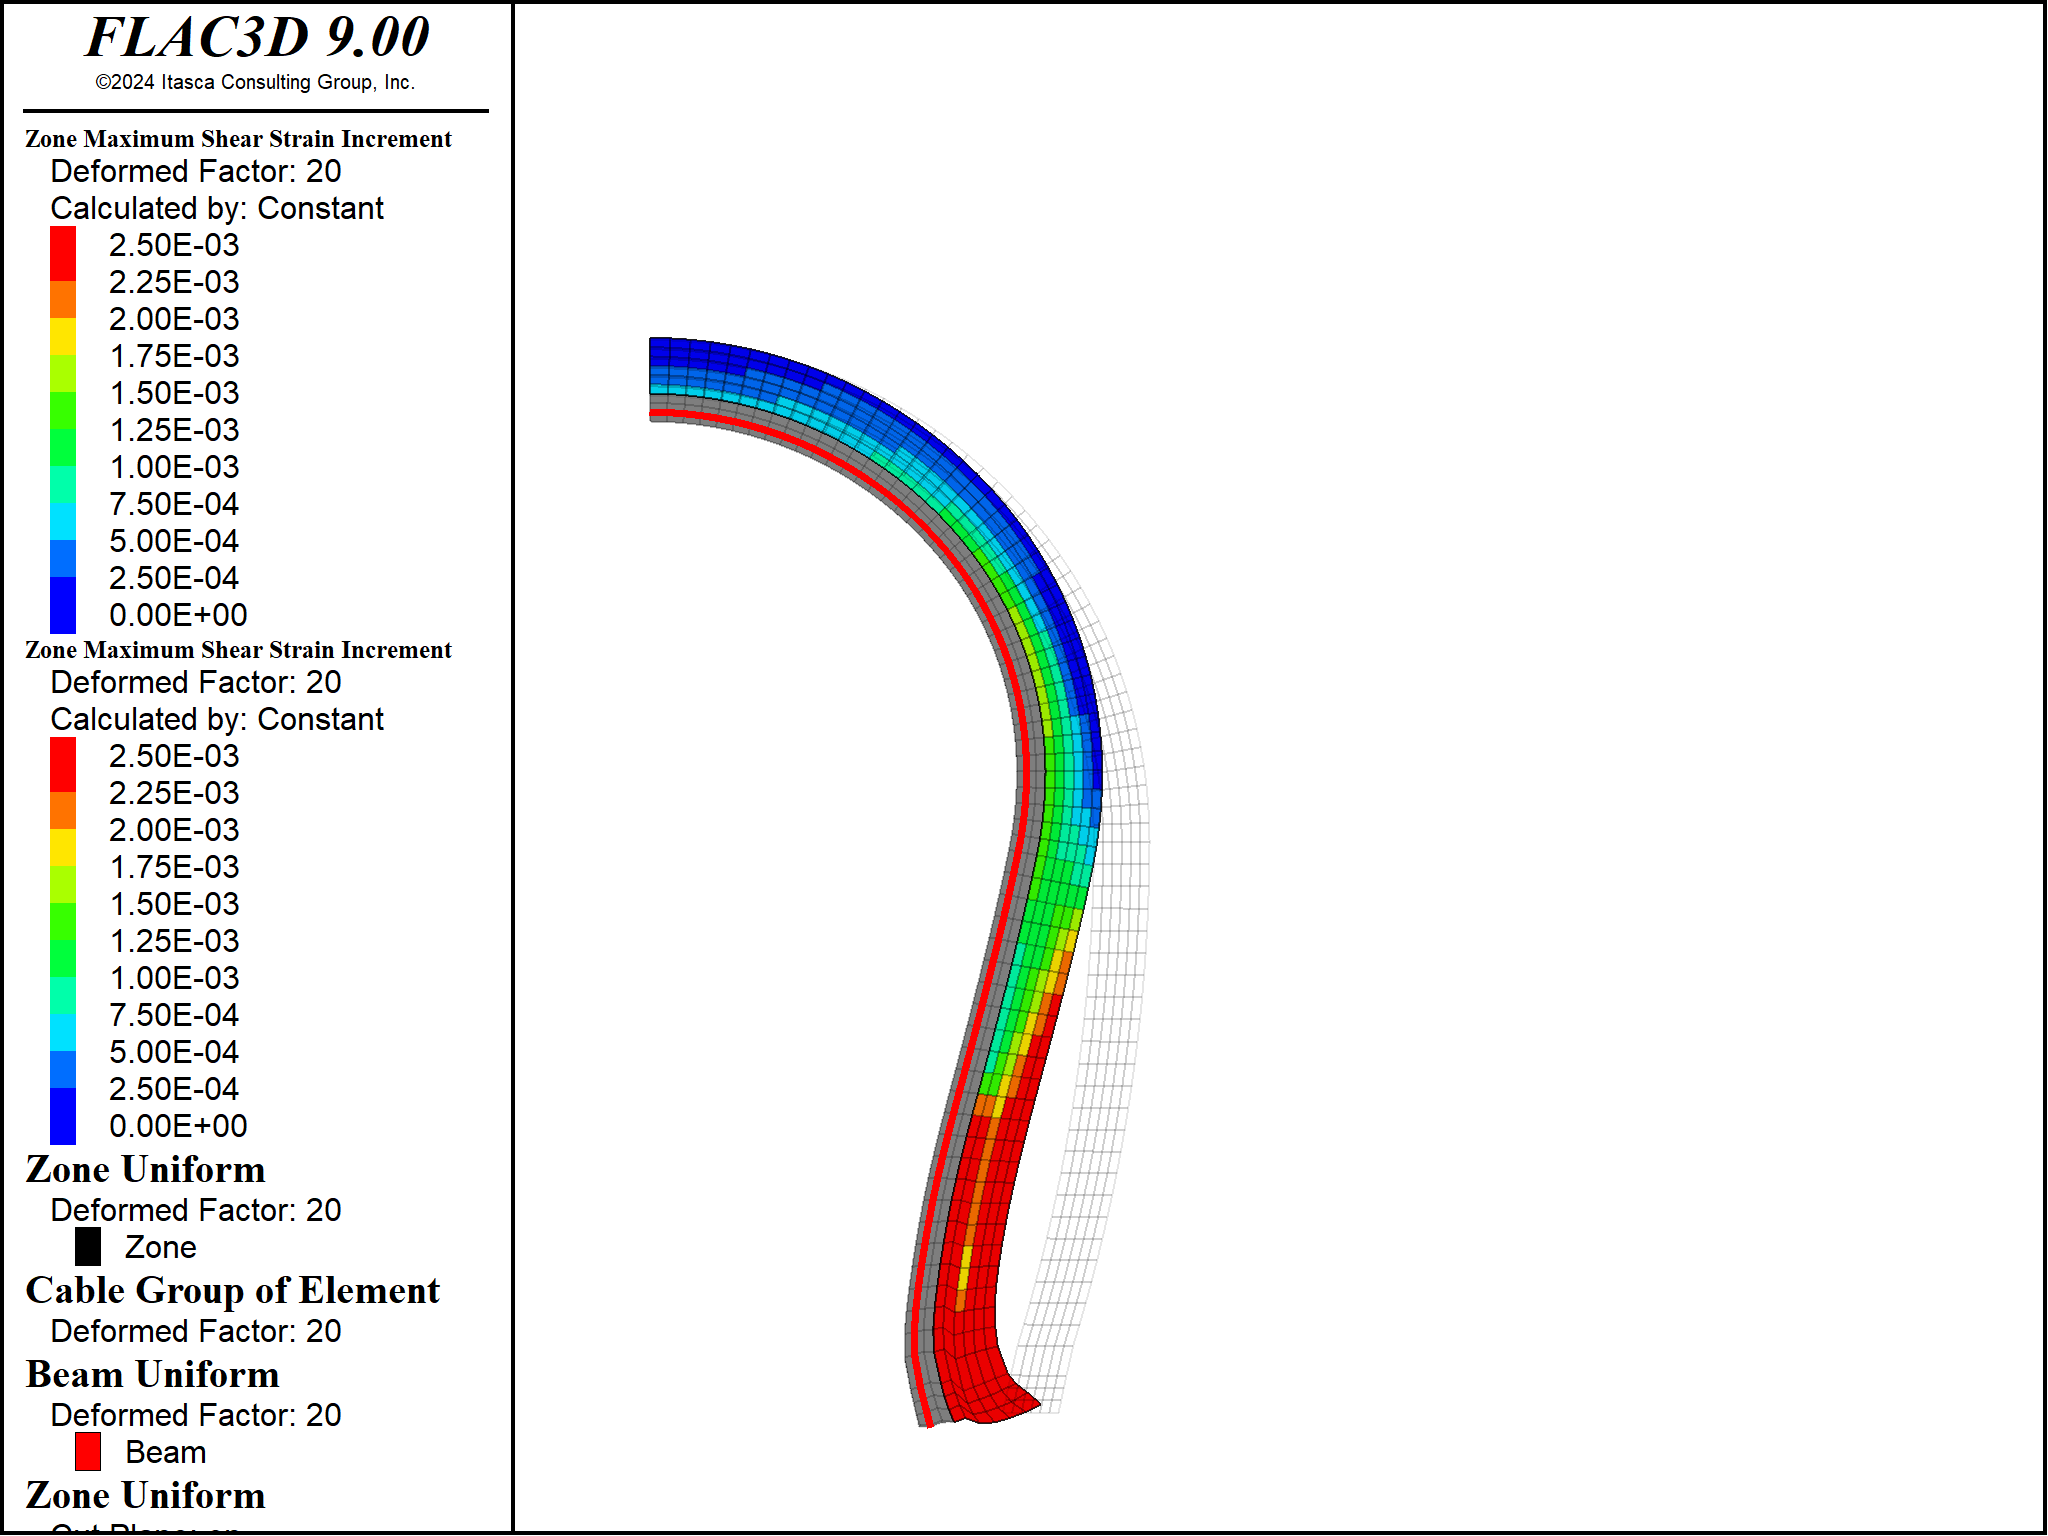 FLAC3D 9.00
©2024 Itasca Consulting Group, Inc.
Zone Maximum Shear Strain Increment
Deformed Factor: 20
Calculated by: Constant
2.50E-03
2.25E-03
2.00E-03
1.75E-03
1.50E-03
1.25E-03
1.00E-03
7.50E-04
5.00E-04
2.50E-04
0.00E+00
Zone Maximum Shear Strain Increment
Deformed Factor: 20
Calculated by: Constant
2.50E-03
2.25E-03
2.00E-03
1.75E-03
1.50E-03
1.25E-03
1.00E-03
7.50E-04
5.00E-04
2.50E-04
0.00E+00
Zone Uniform
Deformed Factor: 20
Zone
Cable Group of Element
Deformed Factor: 20
Beam Uniform
Deformed Factor: 20
Beam
Zone Uniform